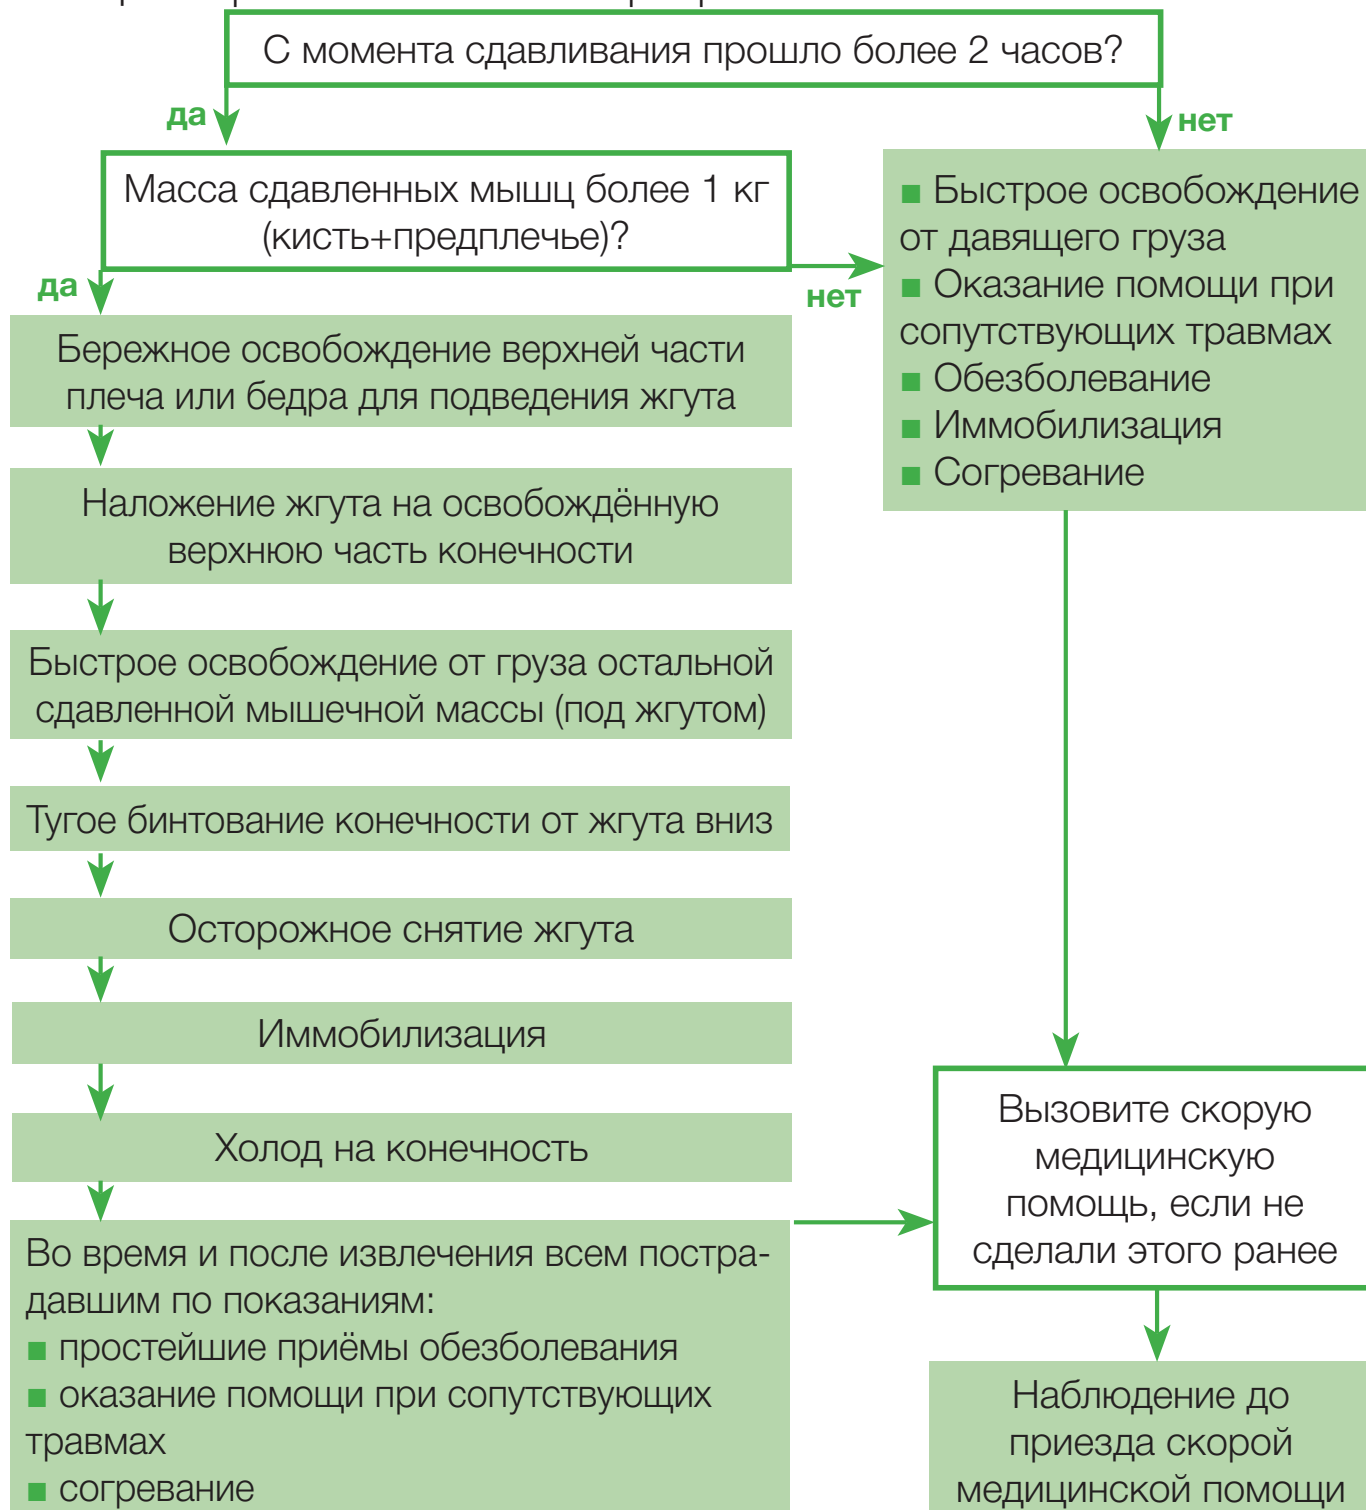 С момента сдавливания прошло более 2 часов?
да
нет
Масса сдавленных мышц более 1 кг
(кисть+предплечье)?
да
нет
Бережное освобождение верхней части
плеча или бедра для подведения жгута
Наложение жгута на освобождённую
верхнюю часть конечности
Быстрое освобождение от груза остальной
сдавленной мышечной массы (под жгутом)
Тугое бинтование конечности от жгута вниз
Осторожное снятие жгута
Иммобилизация
Холод на конечность
Во время и после извлечения всем постра-
давшим по показаниям:
■ простейшие приёмы обезболевания
■ оказание помощи при сопутствующих
травмах
■ согревание
■ Быстрое освобождение
от давящего груза
■ Оказание помощи при
сопутствующих травмах
■ Обезболевание
■ Иммобилизация
■ Согревание
Вызовите скорую
медицинскую
помощь, если не
сделали этого ранее
Наблюдение до
приезда скорой
медицинской помощи